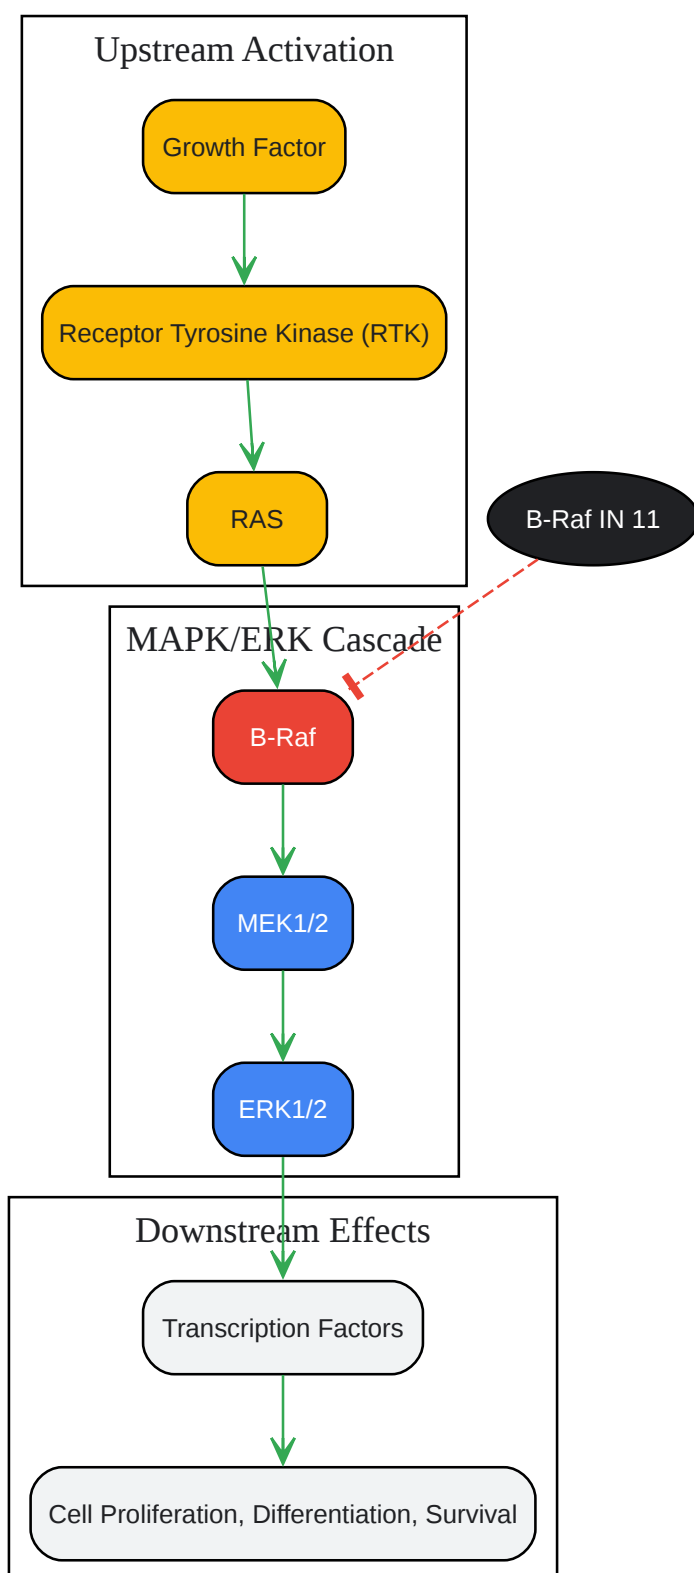 Upstream Activation
Growth Factor
Receptor Tyrosine Kinase (RTK)
RAS
B-Raf IN 11
MAPK/ERK Cascade
B-Raf
MEK1/2
ERK1/2
Downstream Effects
Transcription Factors
Cell Proliferation, Differentiation, Survival